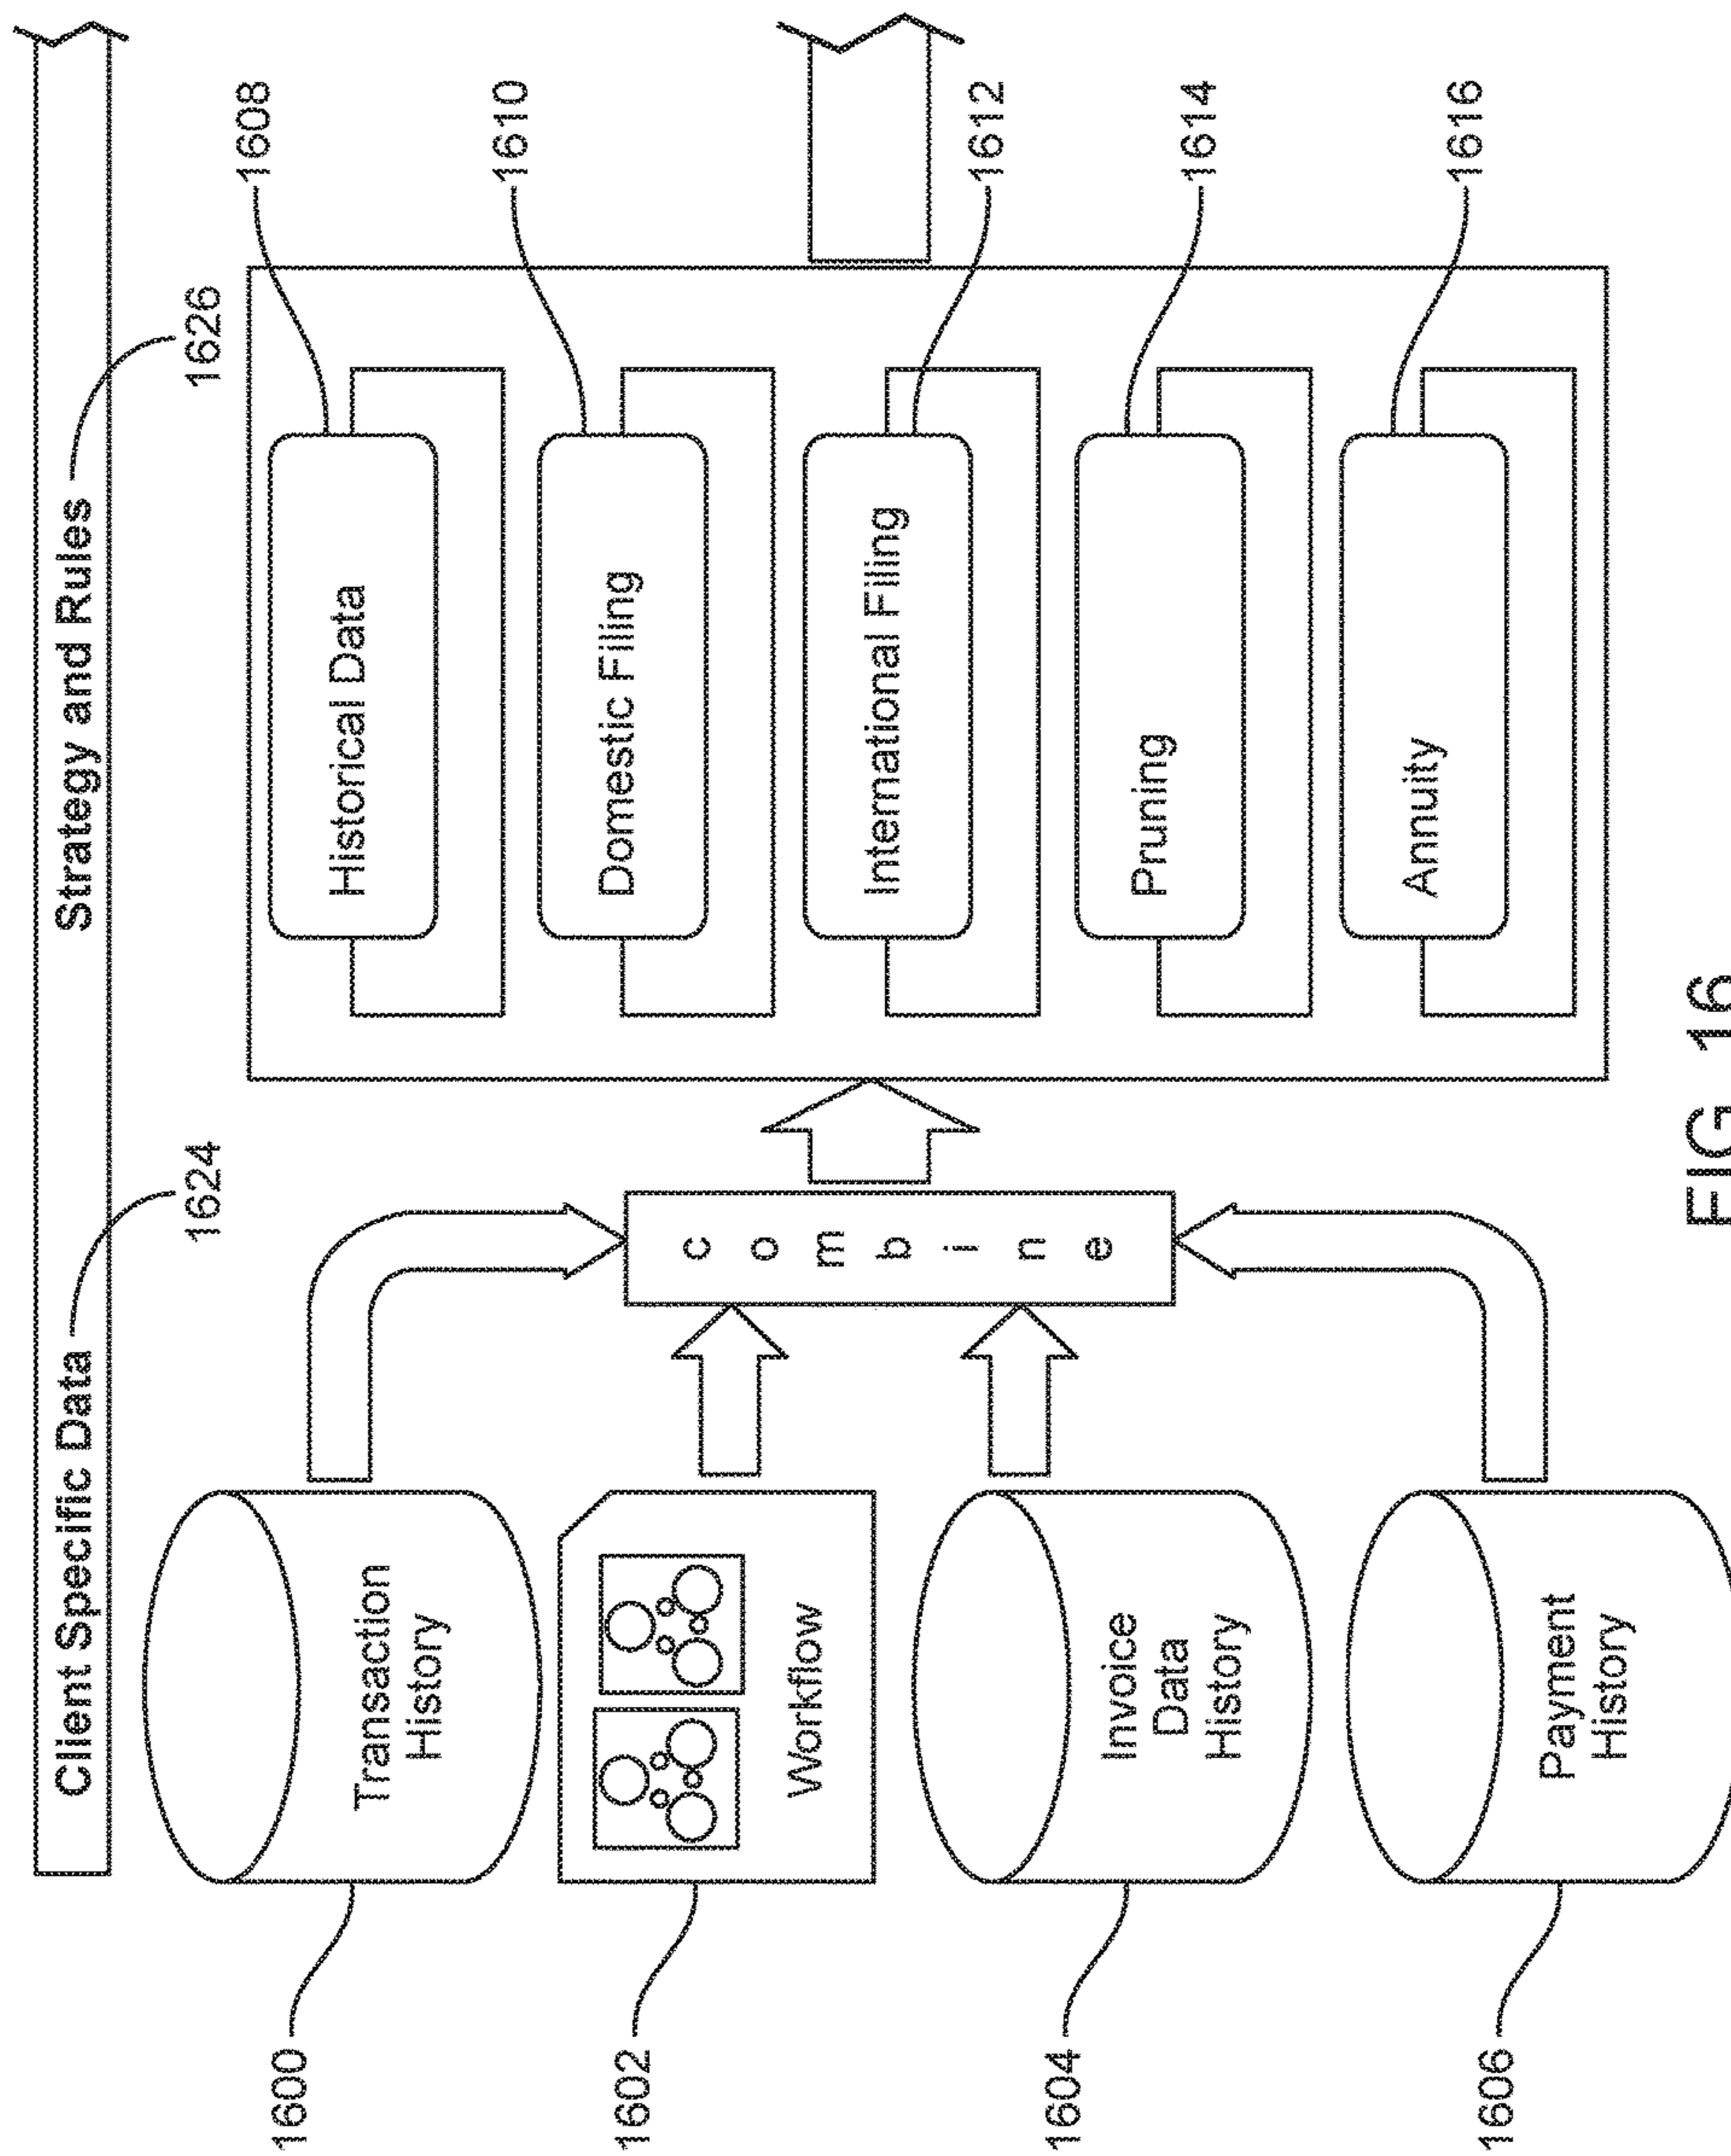 Client Specific Data
1624
Strategy and Rules
1626
1600
Transaction
History
1602
Workflow
1604
Invoice
Data
History
1606
Payment
History
combine
Historical Data
1608
Domestic Filing
1610
International Filing
1612
Pruning
1614
Annuity
1616
FIG. 16